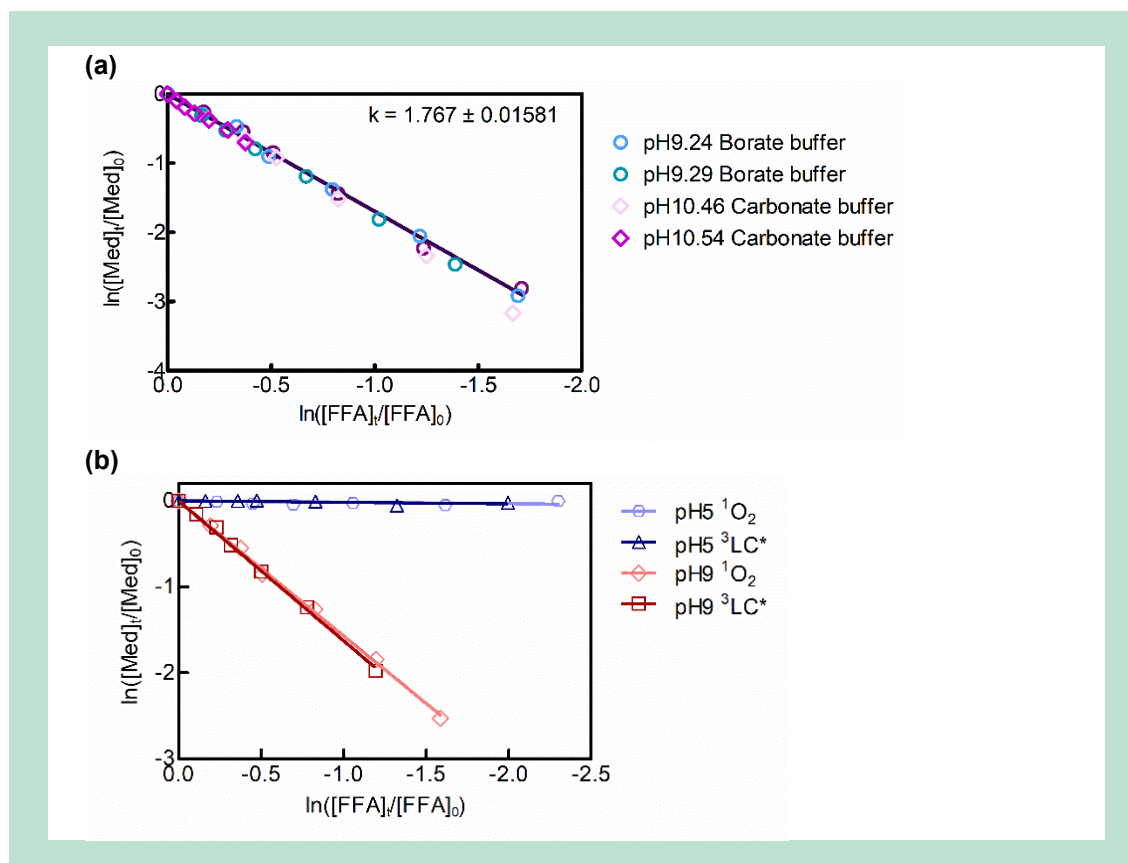 (a)
k = 1.767 ± 0.01581
0
-1
-2
-3
-4
ln([Med]ₜ/[Med]₀)
0.0 -0.5 -1.0 -1.5 -2.0
ln([FFA]ₜ/[FFA]₀)
pH9.24 Borate buffer
pH9.29 Borate buffer
pH10.46 Carbonate buffer
pH10.54 Carbonate buffer
(b)
0
-1
-2
-3
ln([Med]ₜ/[Med]₀)
0.0 -0.5 -1.0 -1.5 -2.0 -2.5
ln([FFA]ₜ/[FFA]₀)
pH5 ¹O₂
pH5 ³LC*
pH9 ¹O₂
pH9 ³LC*